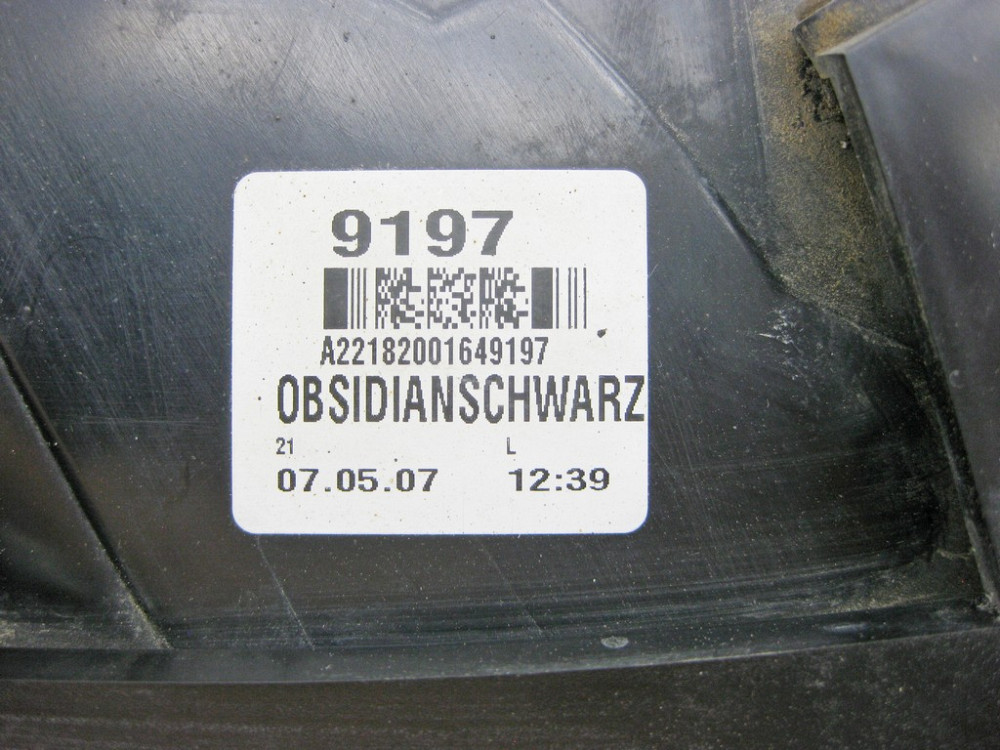 9197
A22182001649197
OBSIDIANSCHWARZ
21 L
07.05.07 12:39